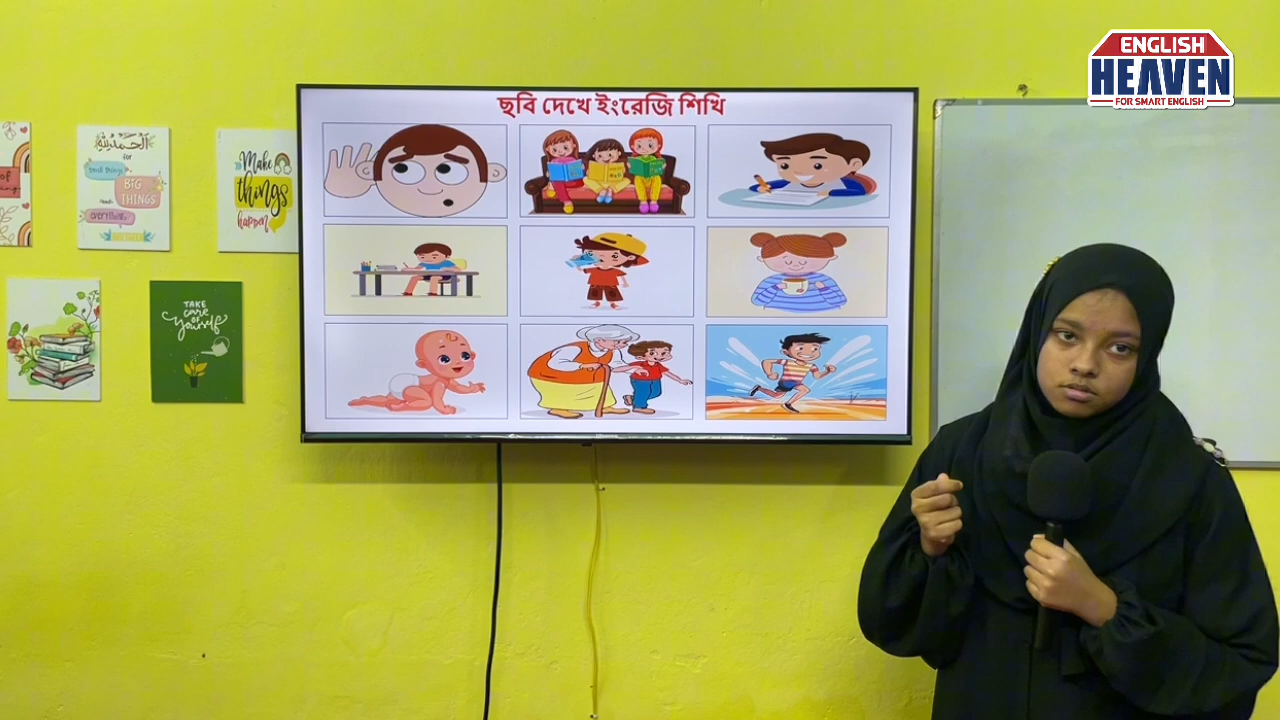 ENGLISH
HEAVEN
FOR SMART ENGLISH
ছবি দেখে ইংরেজি শিখি
for
BIG
THINGS
Make
things
happen
TAKE
care
OF
yourself